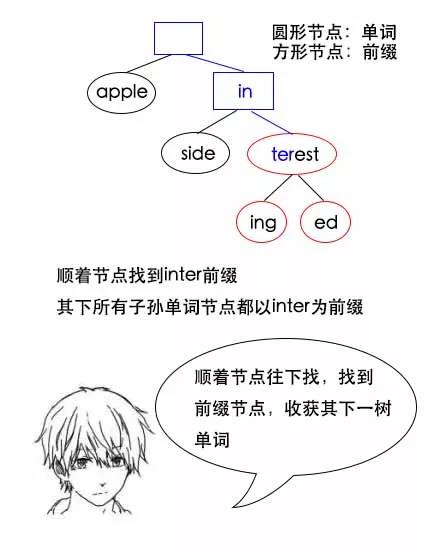 圆形节点：单词
方形节点：前缀
apple
in
side
terest
ing
ed
顺着节点找到inter前缀
其下所有子孙单词节点都以inter为前缀
顺着节点往下找，找到
前缀节点，收获其下一树
单词